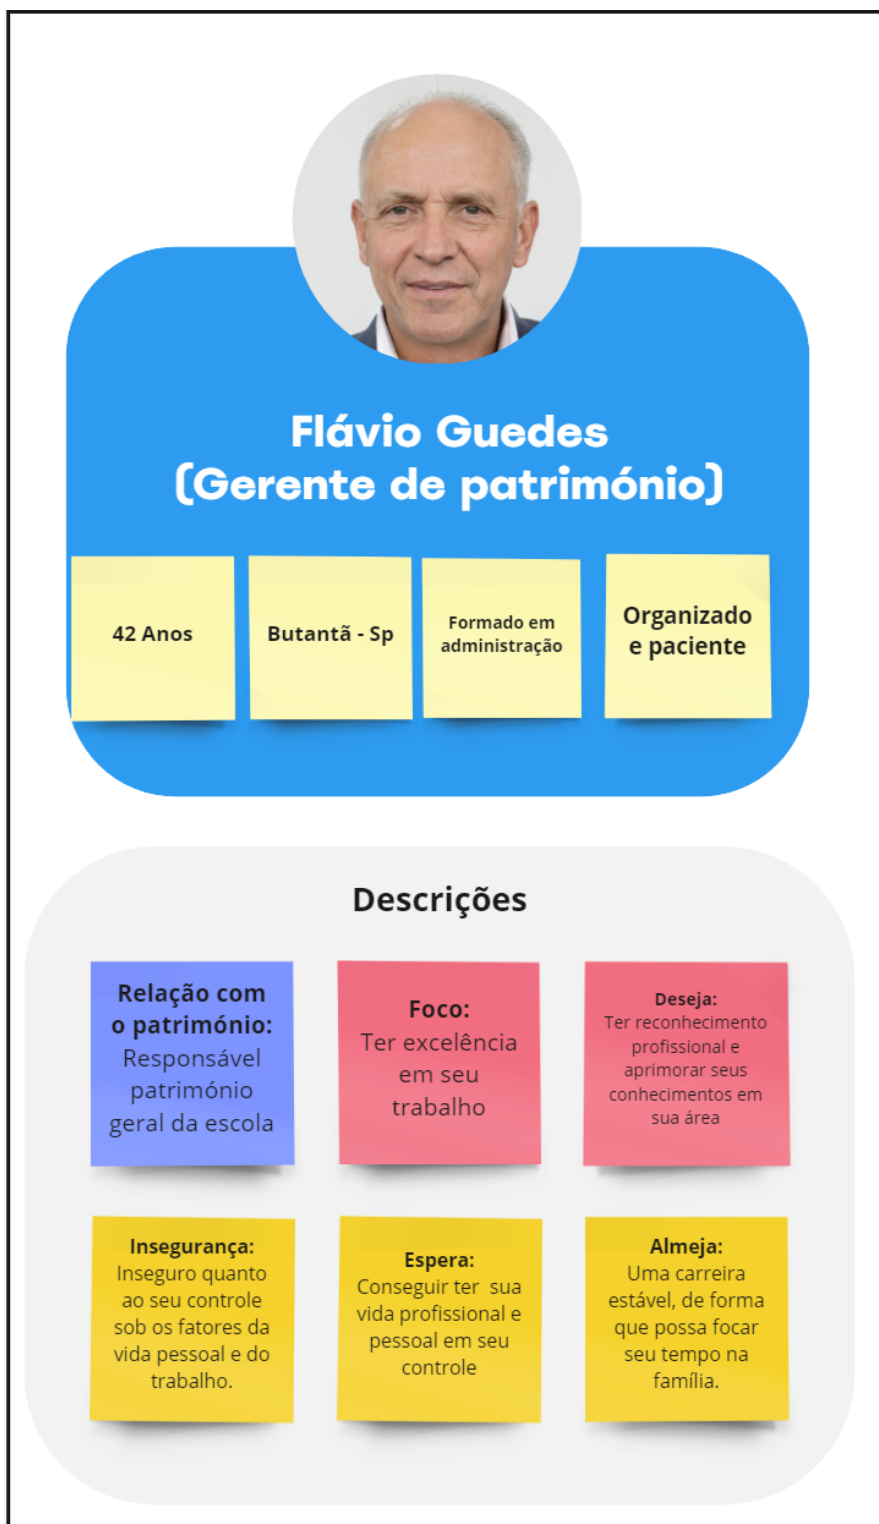 Flávio Guedes
(Gerente de património)
42 Anos
Butantã - Sp
Formado em
administração
Organizado
e paciente
Descrições
Relação com
o património:
Responsável
património
geral da escola
Foco:
Ter excelência
em seu
trabalho
Deseja:
Ter reconhecimento
profissional e
aprimorar seus
conhecimentos em
sua área
Insegurança:
Inseguro quanto
ao seu controle
sob os fatores da
vida pessoal e do
trabalho.
Espera:
Conseguir ter sua
vida profissional e
pessoal em seu
controle
Almeja:
Uma carreira
estável, de forma
que possa focar
seu tempo na
família.